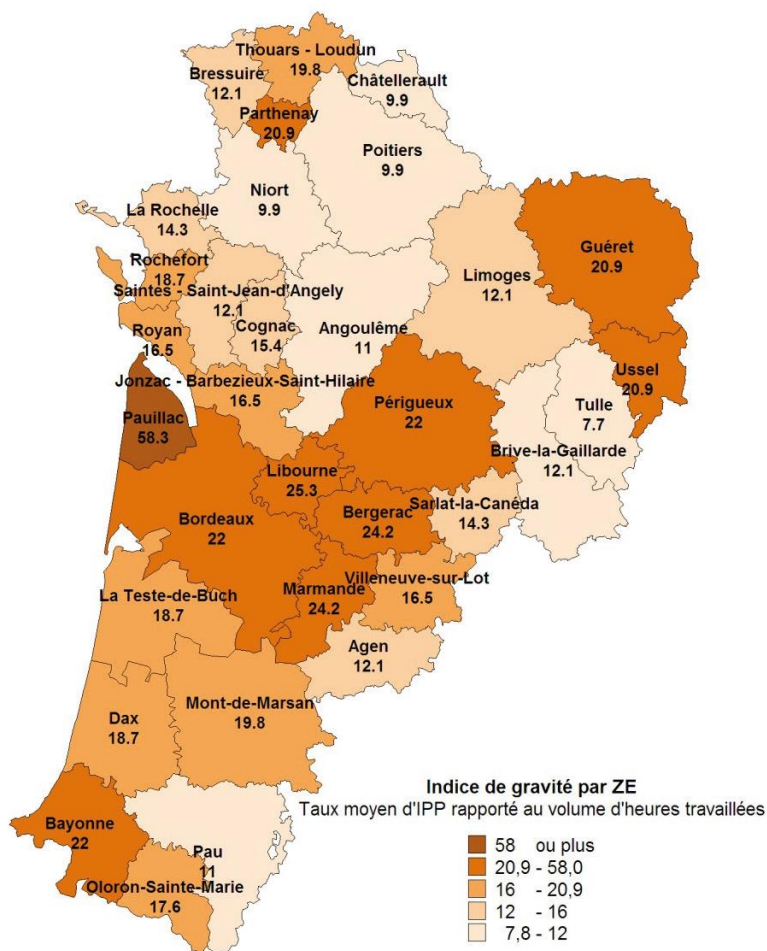 Thouars - Loudun
19.8
Bressuire
12.1
Châtellerault
9.9
Parthenay
20.9
Poitiers
9.9
Niort
9.9
La Rochelle
14.3
Guéret
20.9
Rochefort
18.7
Limoges
12.1
Saintes - Saint-Jean-d'Angely
12.1
Cognac
15.4
Angoulême
11
Royan
16.5
Jonzac - Barbezieux-Saint-Hilaire
16.5
Ussel
20.9
Périgueux
22
Tulle
7.7
Pauillac
58.3
Brive-la-Gaillarde
12.1
Libourne
25.3
Sarlat-la-Canéda
14.3
Bergerac
24.2
Bordeaux
22
Villeneuve-sur-Lot
16.5
Marmande
24.2
La Teste-de-Buch
18.7
Agen
12.1
Mont-de-Marsan
19.8
Dax
18.7
Bayonne
22
Pau
11
Oloron-Sainte-Marie
17.6
Indice de gravité par ZE
Taux moyen d'IPP rapporté au volume d'heures travaillées
58 ou plus
20,9 - 58,0
16 - 20,9
12 - 16
7,8 - 12